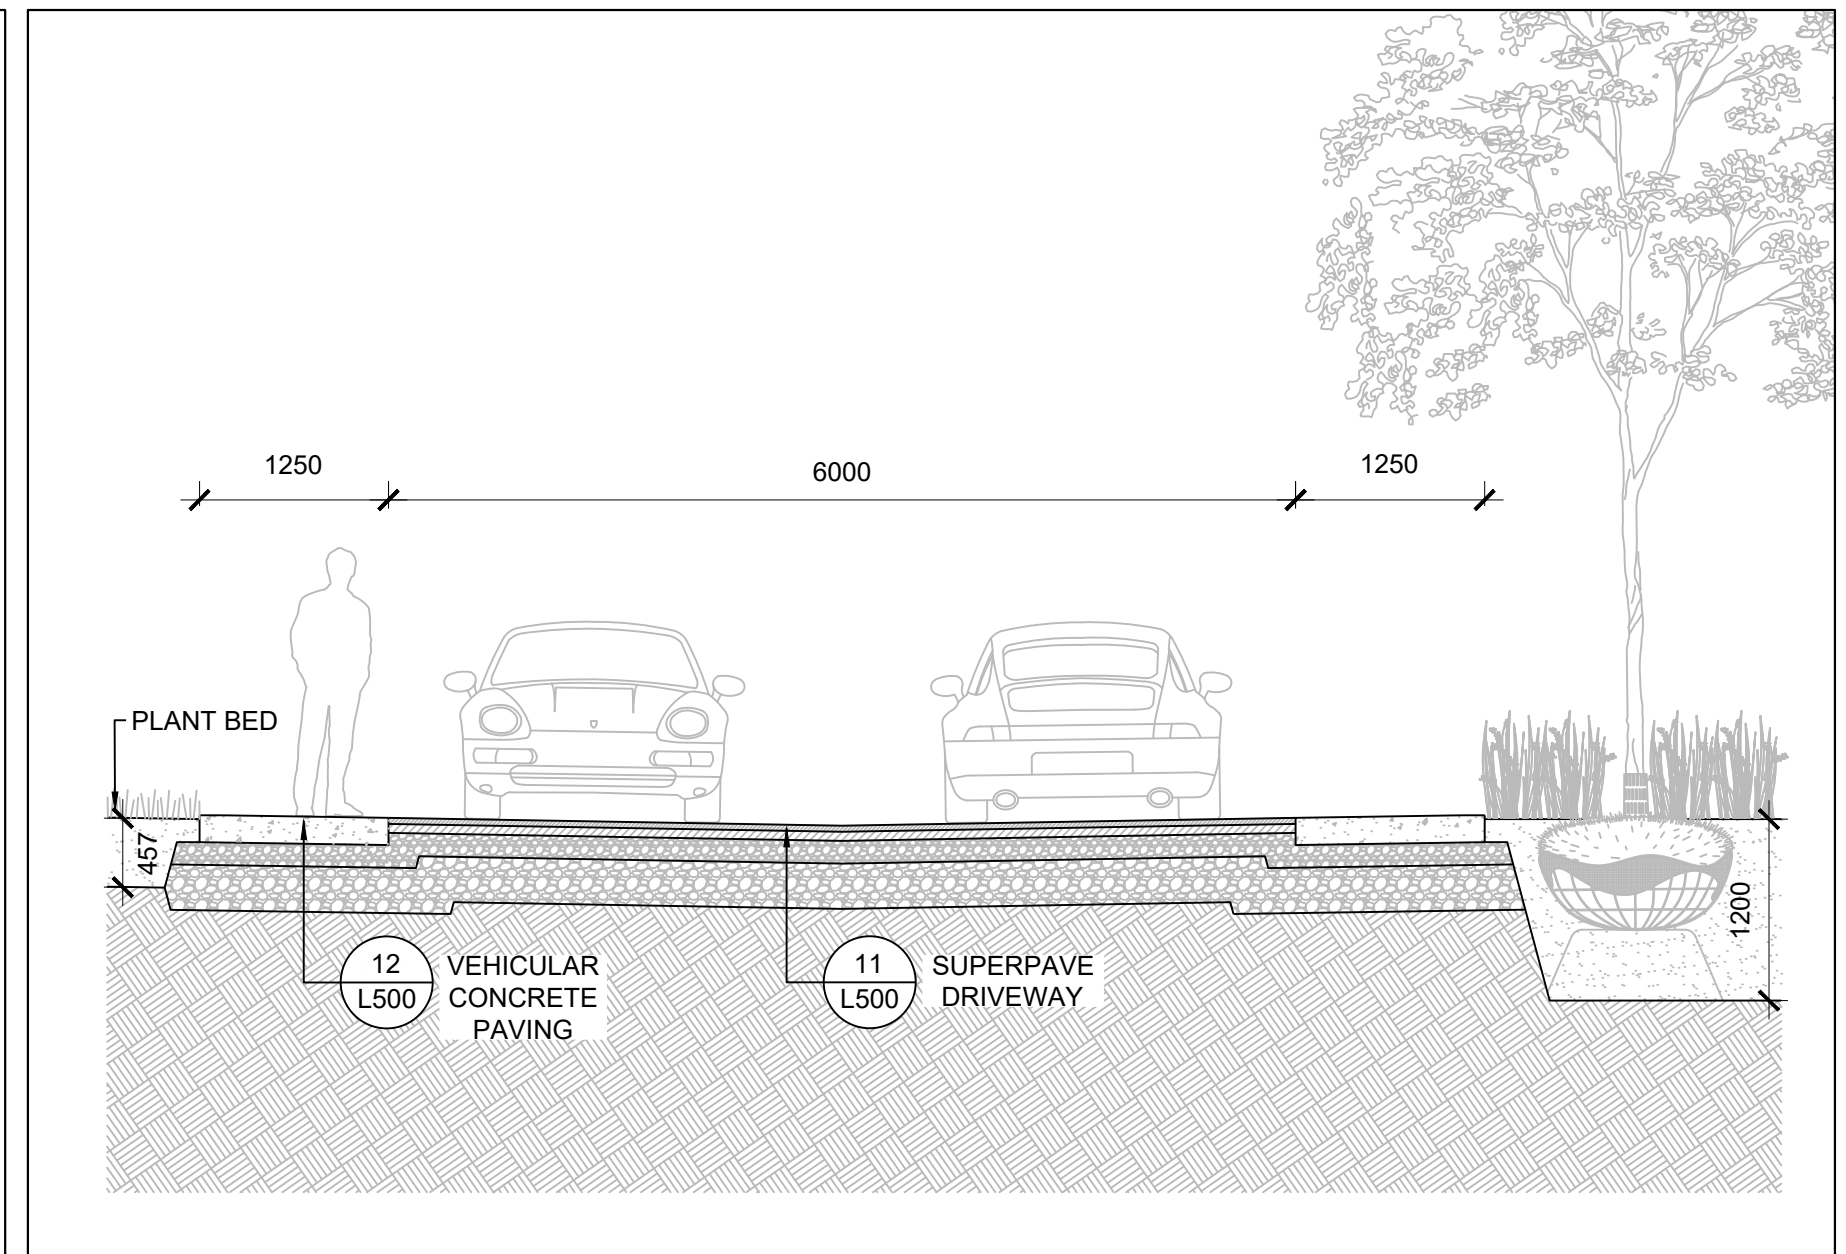 1250
6000
1250
PLANT BED
457
1200
12
L500
VEHICULAR
CONCRETE
PAVING
11
L500
SUPERPAVE
DRIVEWAY